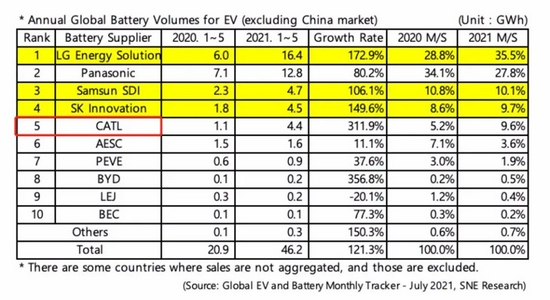 * Annual Global Battery Volumes for EV (excluding China market) (Unit : GWh)
Rank Battery Supplier 2020. 1~5 2021. 1~5 Growth Rate 2020 M/S 2021 M/S
1 LG Energy Solution 6.0 16.4 172.9% 28.8% 35.5%
2 Panasonic 7.1 12.8 80.2% 34.1% 27.8%
3 Samsun SDI 2.3 4.7 106.1% 10.8% 10.1%
4 SK Innovation 1.8 4.5 149.6% 8.6% 9.7%
5 CATL 1.1 4.4 311.9% 5.2% 9.6%
6 AESC 1.5 1.6 11.1% 7.1% 3.6%
7 PEVE 0.6 0.9 37.6% 3.0% 1.9%
8 BYD 0.1 0.2 356.8% 0.2% 0.5%
9 LEJ 0.3 0.2 -20.1% 1.2% 0.4%
10 BEC 0.1 0.1 77.3% 0.3% 0.2%
Others 0.1 0.3 150.3% 0.6% 0.7%
Total 20.9 46.2 121.3% 100.0% 100.0%
* There are some countries where sales are not aggregated, and those are excluded.
(Source: Global EV and Battery Monthly Tracker - July 2021, SNE Research)